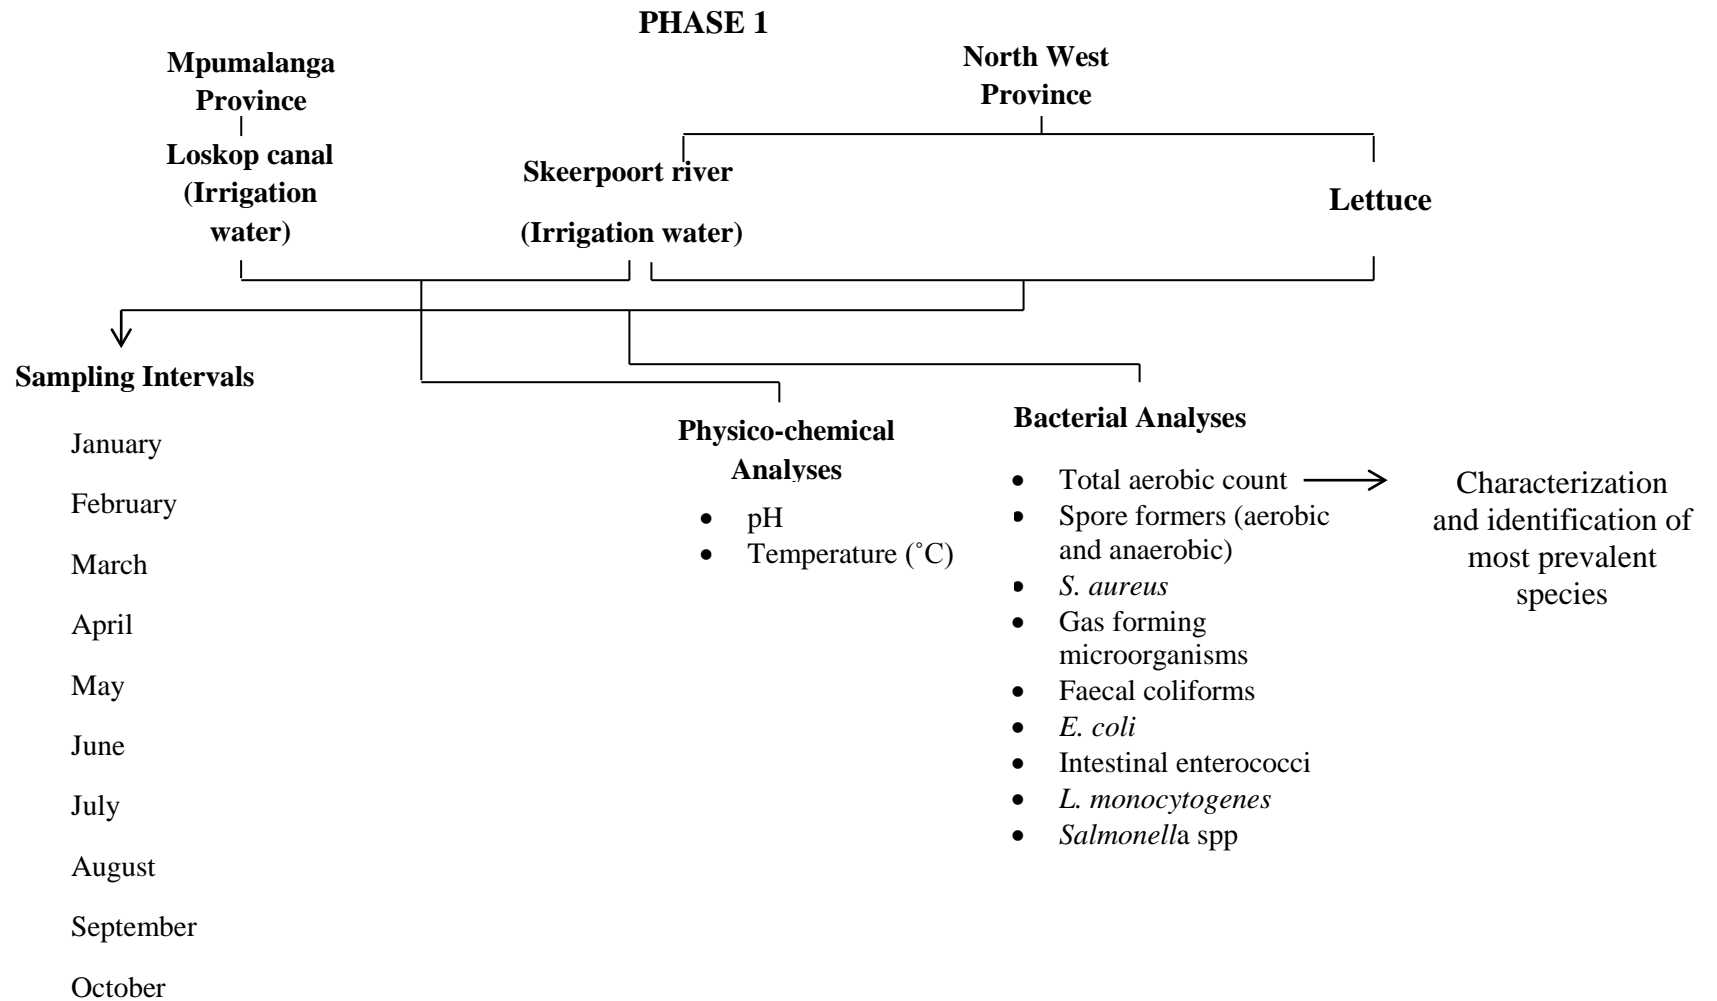 PHASE 1
Mpumalanga
Province
North West
Province
Loskop canal
(Irrigation
water)
Skeerpoort river
(Irrigation water)
Lettuce
Sampling Intervals
January
February
March
April
May
June
July
August
September
October
Physico-chemical
Analyses
• pH
• Temperature (˚C)
Bacterial Analyses
• Total aerobic count
• Spore formers (aerobic
and anaerobic)
• S. aureus
• Gas forming
microorganisms
• Faecal coliforms
• E. coli
• Intestinal enterococci
• L. monocytogenes
• Salmonella spp
Characterization
and identification of
most prevalent
species